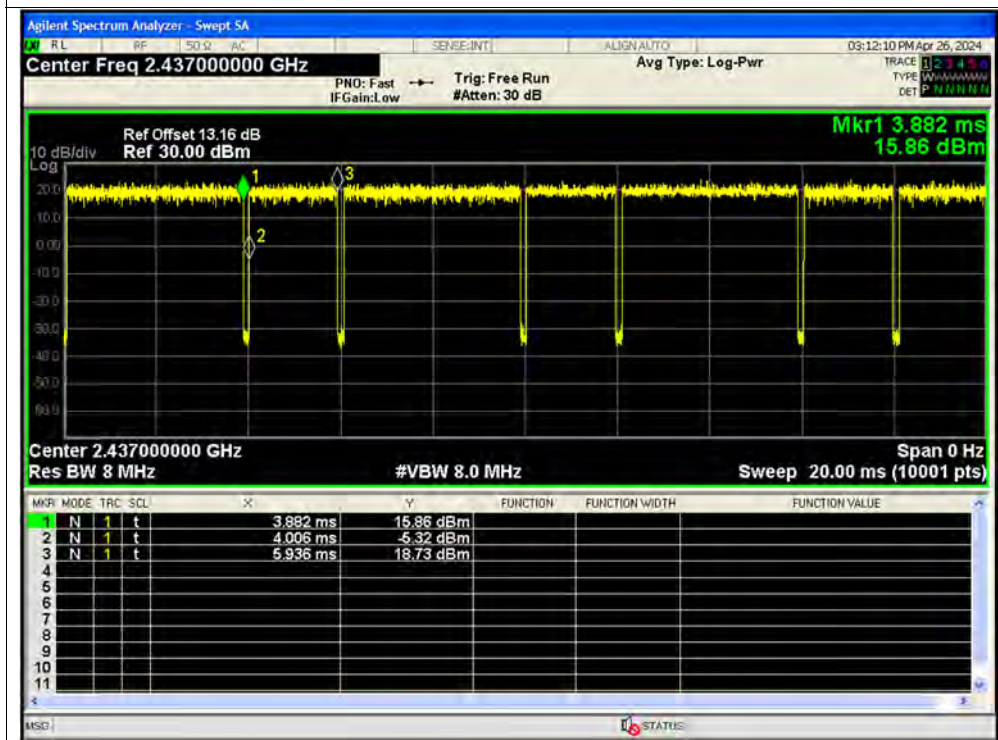 Agilent Spectrum Analyzer - Swept SA
RL RF 50 Ω AC SENSE:INT ALIGN AUTO 03:12:10 PM Apr 26, 2024
Center Freq 2.437000000 GHz Avg Type: Log-Pwr TRACE 1 2 3 4 5 6
PNO: Fast Trig: Free Run TYPE
IFGain:Low #Atten: 30 dB DET P N N N N N
Mkr1 3.882 ms
15.86 dBm
Ref Offset 13.16 dB
10 dB/div Ref 30.00 dBm
Log
20.0
10.0
0.00
-10.0
-20.0
-30.0
-40.0
-50.0
-60.0
1
2
3
Center 2.437000000 GHz Span 0 Hz
Res BW 8 MHz #VBW 8.0 MHz Sweep 20.00 ms (10001 pts)
MKR MODE TRC SCL X Y FUNCTION FUNCTION WIDTH FUNCTION VALUE
1 N 1 t 3.882 ms 15.86 dBm
2 N 1 t 4.006 ms -5.32 dBm
3 N 1 t 5.936 ms 18.73 dBm
4
5
6
7
8
9
10
11
MSG STATUS